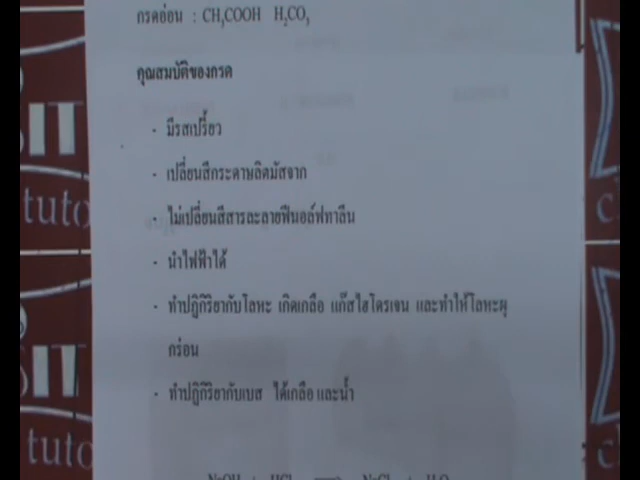 กรดอ่อน : CH₃COOH H₂CO₃
คุณสมบัติของกรด
- มีรสเปรี้ยว
- เปลี่ยนสีกระดาษลิตมัสจาก
- ไม่เปลี่ยนสีสารละลายฟีนอล์ฟทาลีน
- นำไฟฟ้าได้
- ทำปฏิกิริยากับโลหะ เกิดเกลือ แก๊สไฮโดรเจน และทำให้โลหะผุ
กร่อน
- ทำปฏิกิริยากับเบส ได้เกลือ และน้ำ
IT
tuto
IT
tuto